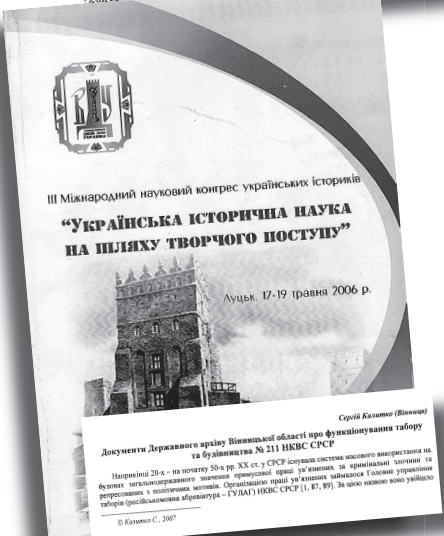 III Міжнародний науковий конгрес українських істориків
“УКРАЇНСЬКА ІСТОРИЧНА НАУКА
НА ШЛЯХУ ТВОРЧОГО ПОСТУПУ”
Луцьк, 17-19 травня 2006 р.
Сергій Калитко (Вінниця)
Документи Державного архіву Вінницької області про функціонування табору
та будівництва № 211 НКВС СРСР
Наприкінці 20-х – на початку 50-х рр. ХХ ст. у СРСР існувала система масового використання на
будовах загальнодержавного значення примусової праці ув’язнених за кримінальні злочини та
репресованих з політичних мотивів. Організацією праці ув’язнених займалося Головне управління
таборів (російськомовна абревіатура – ГУЛАГ) НКВС СРСР [1, 87, 89]. За цією назвою воно увійшло
© Калитко С., 2007